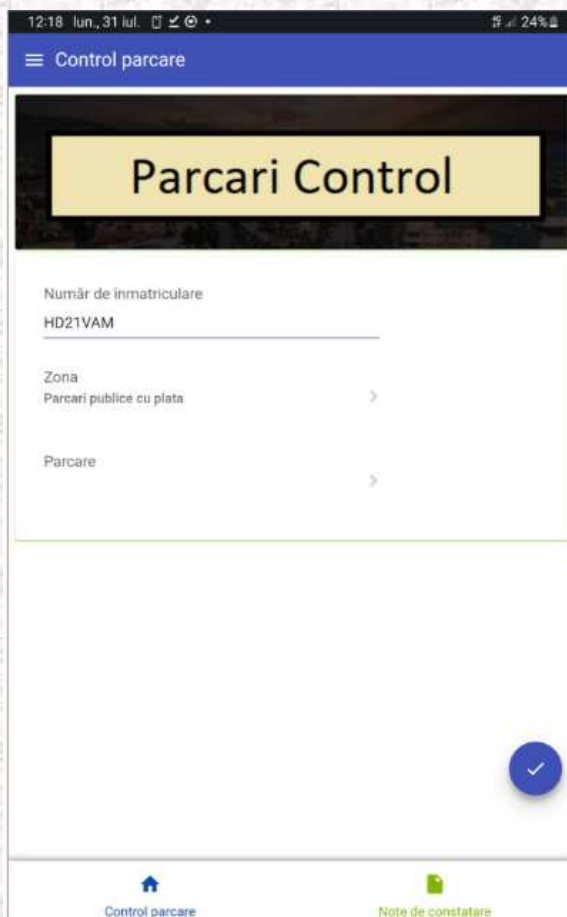 12:18 lun., 31 iul.
24%
Control parcare
Parcari Control
Număr de înmatriculare
HD21VAM
Zona
Parcari publice cu plata
Parcare
Control parcare
Note de constatare